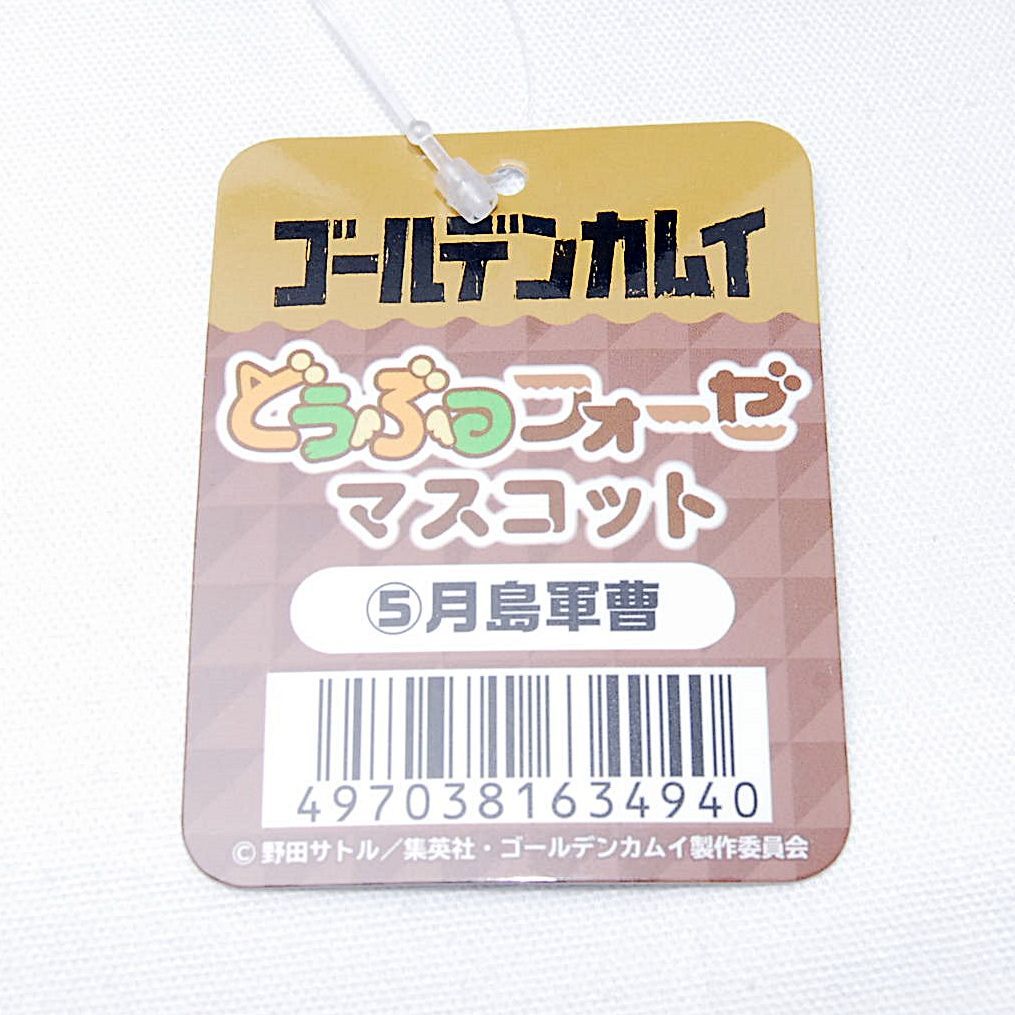 ゴールデンカムイ
どうぶつフォーゼ
マスコット
⑤月島軍曹
4970381634940
©野田サトル/集英社・ゴールデンカムイ製作委員会